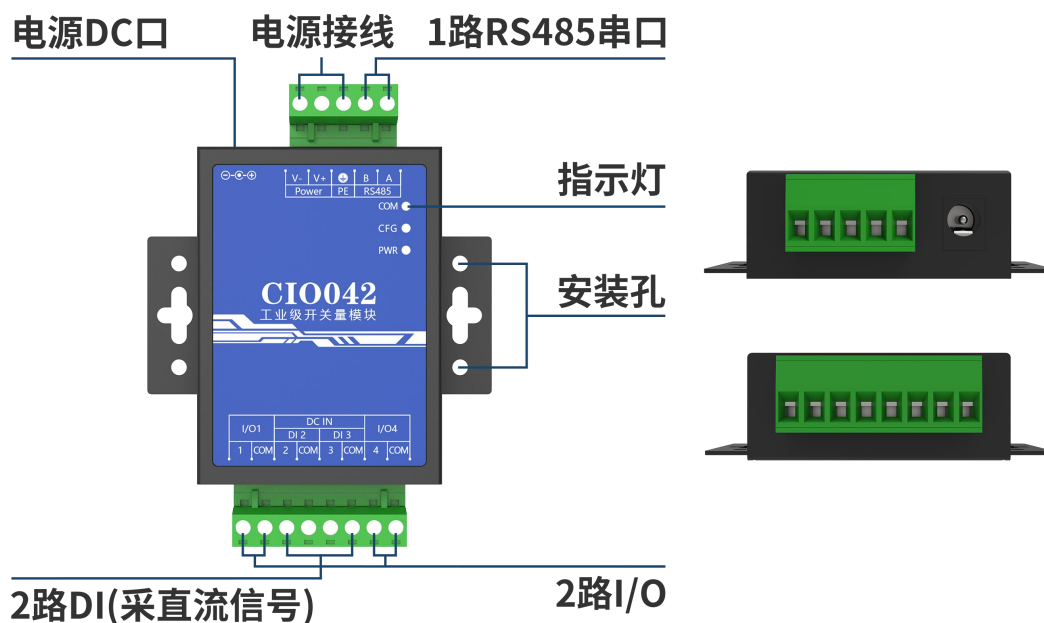 电源DC口
电源接线
1路RS485串口
V- V+ B A
Power PE RS485
COM
指示灯
CFG
PWR
CIO042
工业级开关量模块
安装孔
I/O1 DC IN I/O4
DI 2 DI 3
1 COM 2 COM 3 COM 4 COM
2路DI(采直流信号)
2路I/O